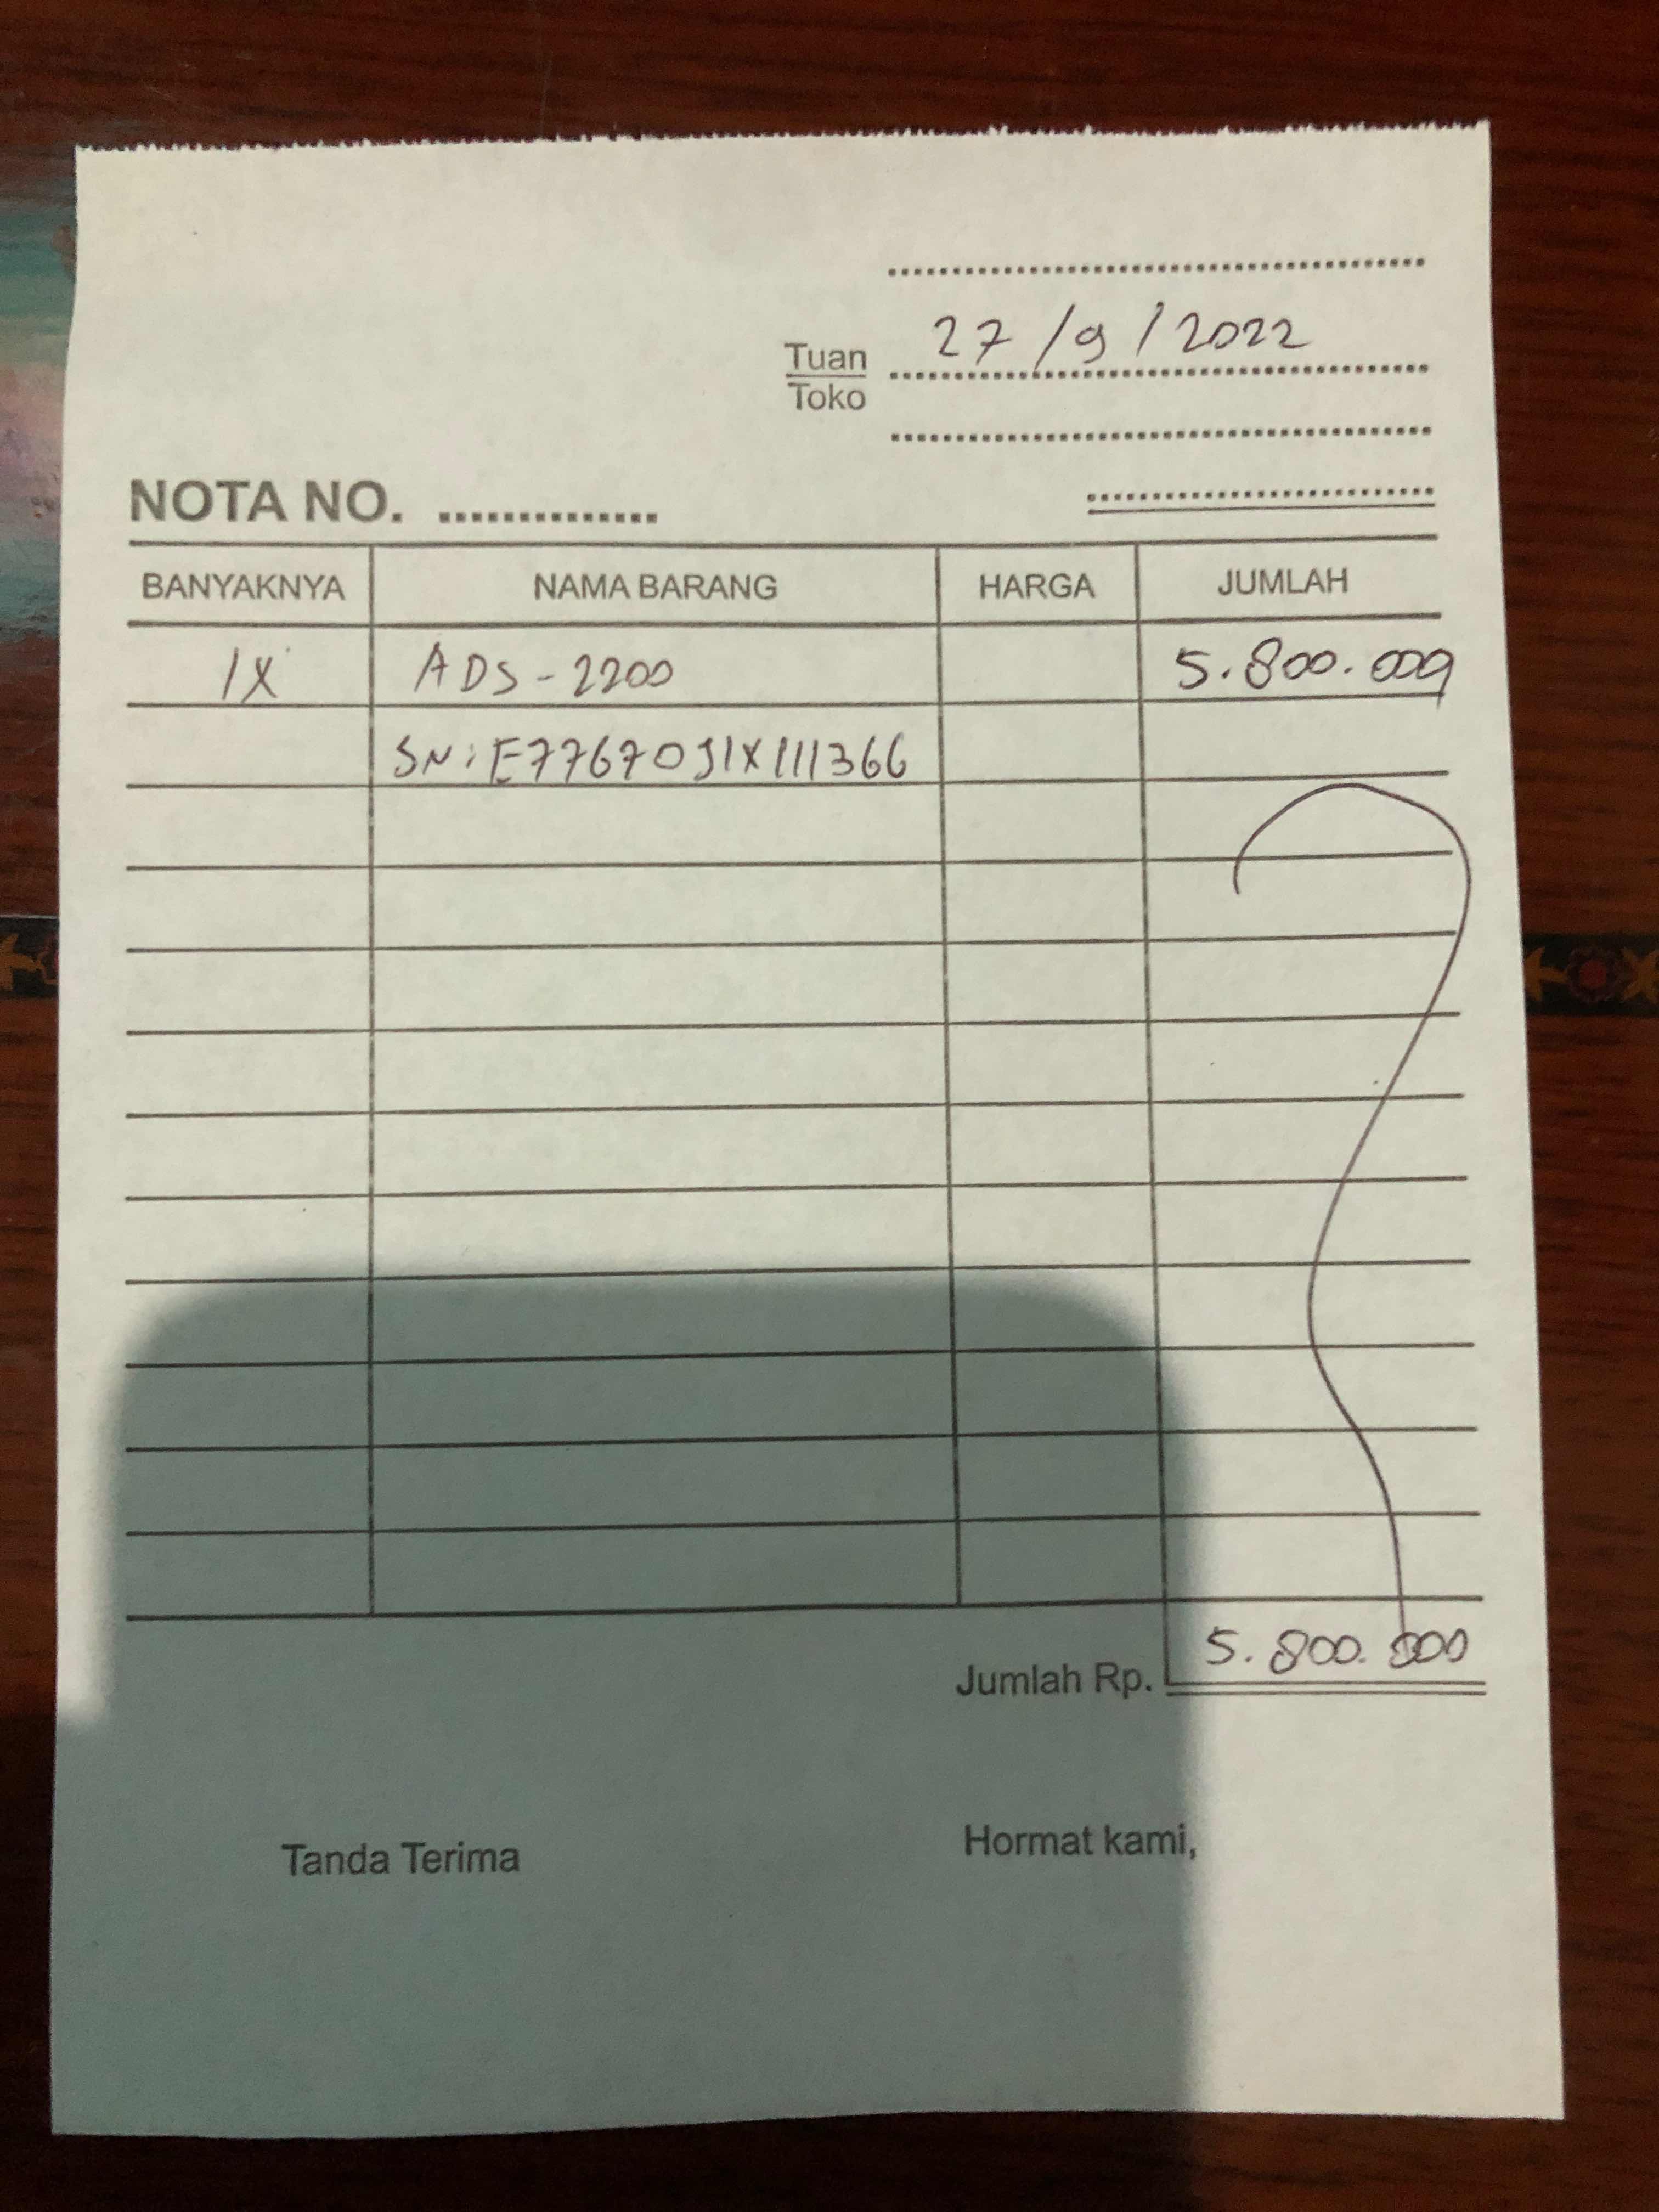 27/9/2022
Tuan
Toko
NOTA NO. ..............
BANYAKNYA NAMA BARANG HARGA JUMLAH
1X ADS-2200 5.800.000
SN: E77670J1X111366
Jumlah Rp. 5.800.000
Tanda Terima Hormat kami,